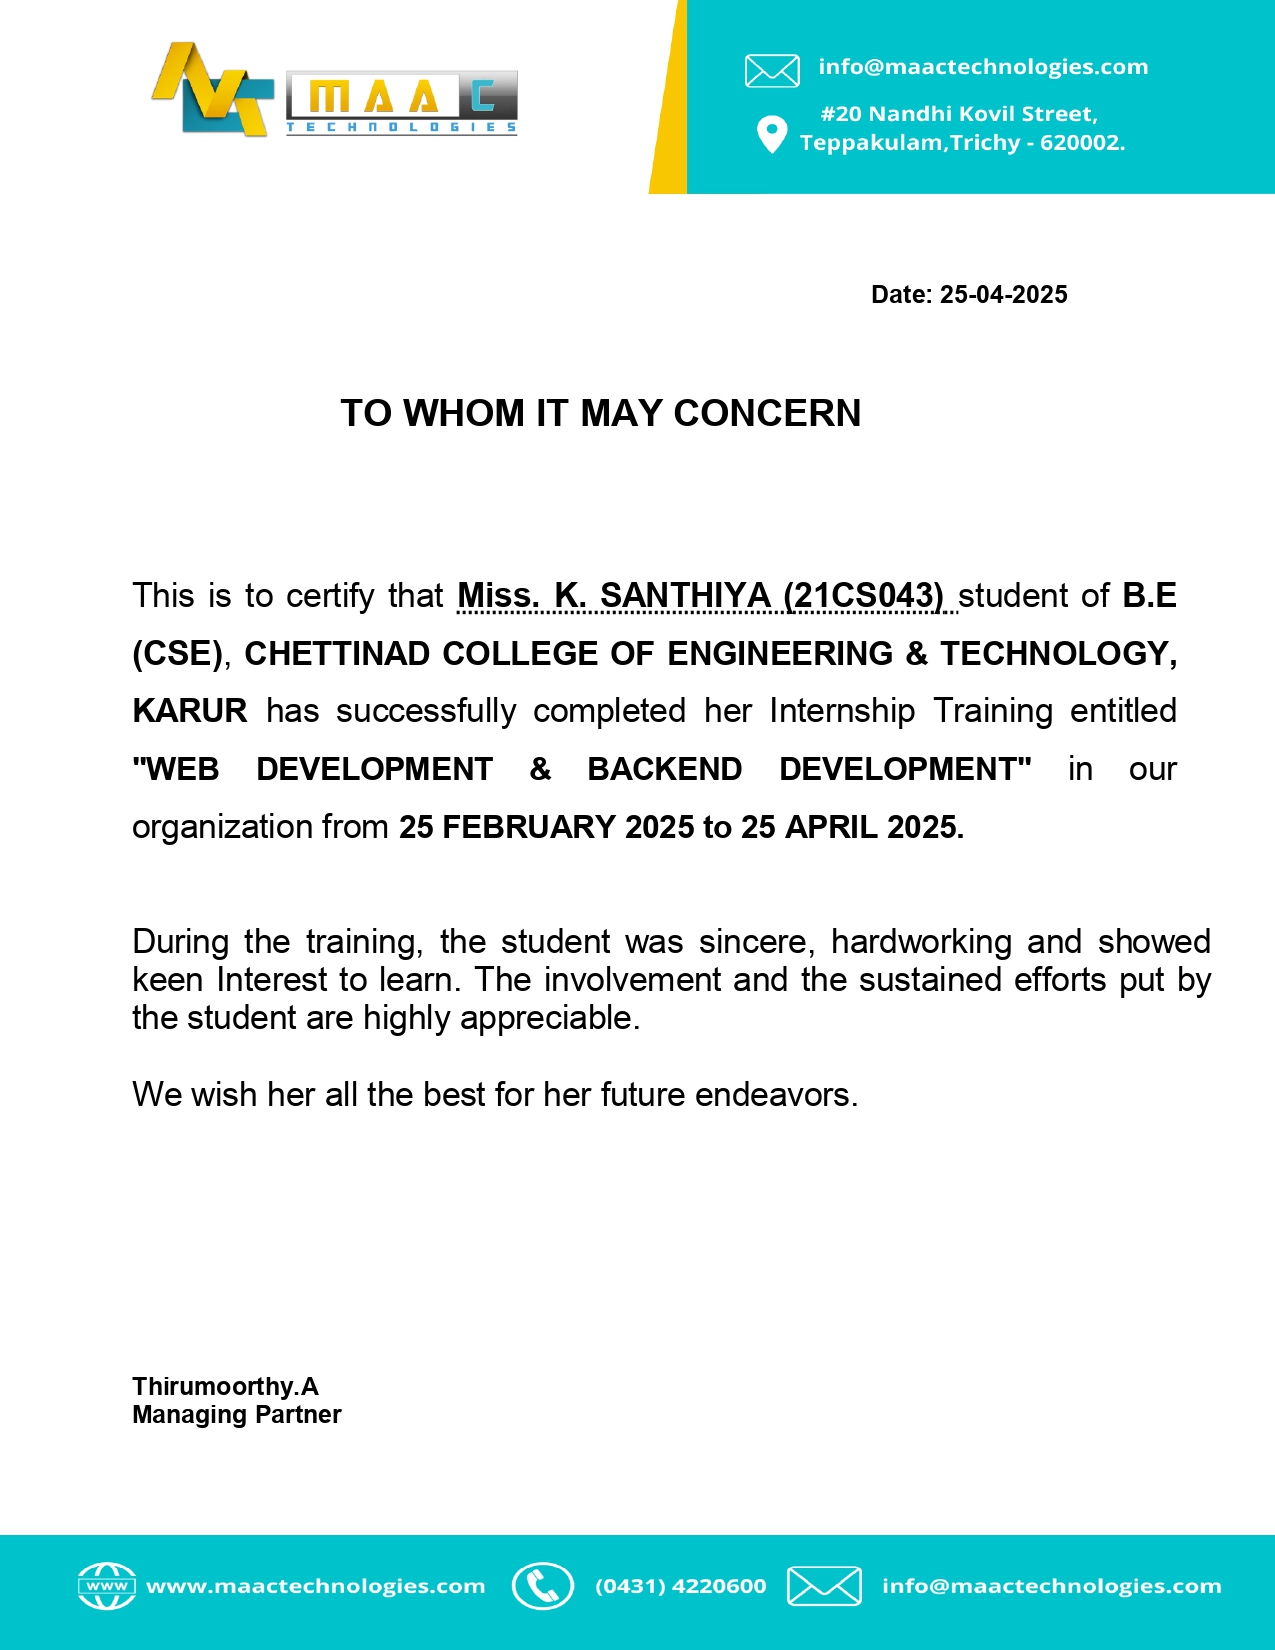 MAAC
TECHNOLOGIES
info@maactechnologies.com
#20 Nandhi Kovil Street,
Teppakulam,Trichy - 620002.
Date: 25-04-2025
TO WHOM IT MAY CONCERN
This is to certify that Miss. K. SANTHIYA (21CS043) student of B.E
(CSE), CHETTINAD COLLEGE OF ENGINEERING & TECHNOLOGY,
KARUR has successfully completed her Internship Training entitled
"WEB DEVELOPMENT & BACKEND DEVELOPMENT" in our
organization from 25 FEBRUARY 2025 to 25 APRIL 2025.
During the training, the student was sincere, hardworking and showed
keen Interest to learn. The involvement and the sustained efforts put by
the student are highly appreciable.
We wish her all the best for her future endeavors.
Thirumoorthy.A
Managing Partner
www www.maactechnologies.com (0431) 4220600 info@maactechnologies.com